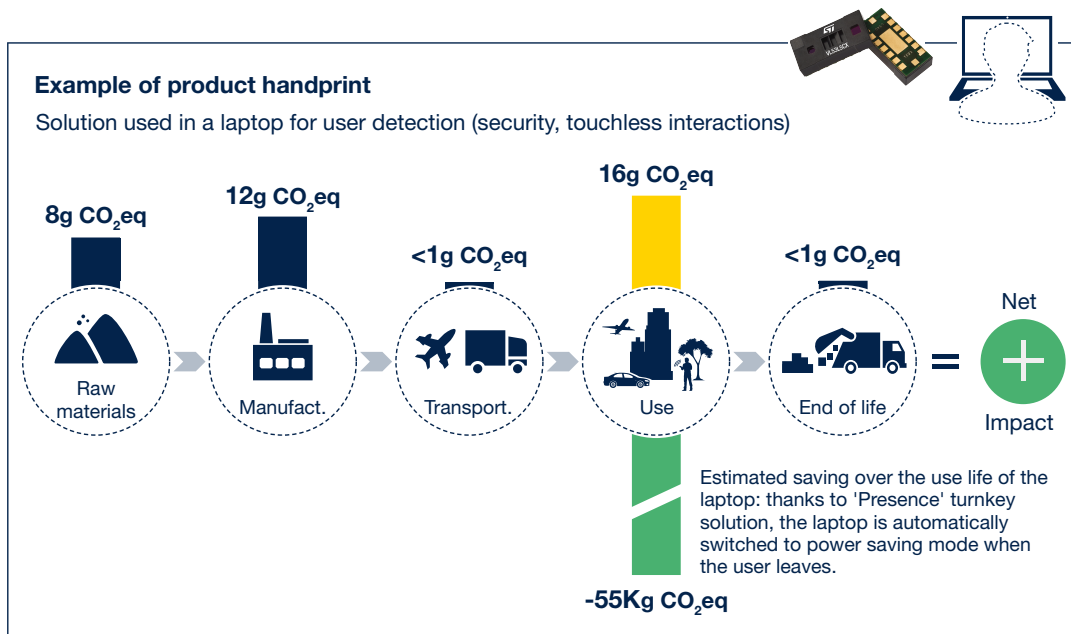 Example of product handprint
Solution used in a laptop for user detection (security, touchless interactions)
8g CO₂eq
12g CO₂eq
<1g CO₂eq
16g CO₂eq
<1g CO₂eq
Raw
materials
Manufact.
Transport.
Use
End of life
=
Net
+
Impact
Estimated saving over the use life of the
laptop: thanks to 'Presence' turnkey
solution, the laptop is automatically
switched to power saving mode when
the user leaves.
-55Kg CO₂eq